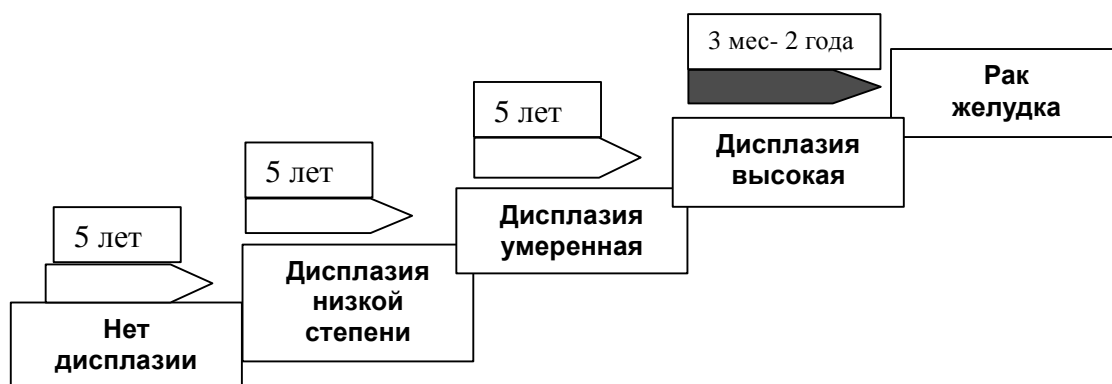 5 лет
Нет
дисплазии
5 лет
Дисплазия
низкой
степени
5 лет
Дисплазия
умеренная
3 мес- 2 года
Дисплазия
высокая
Рак
желудка